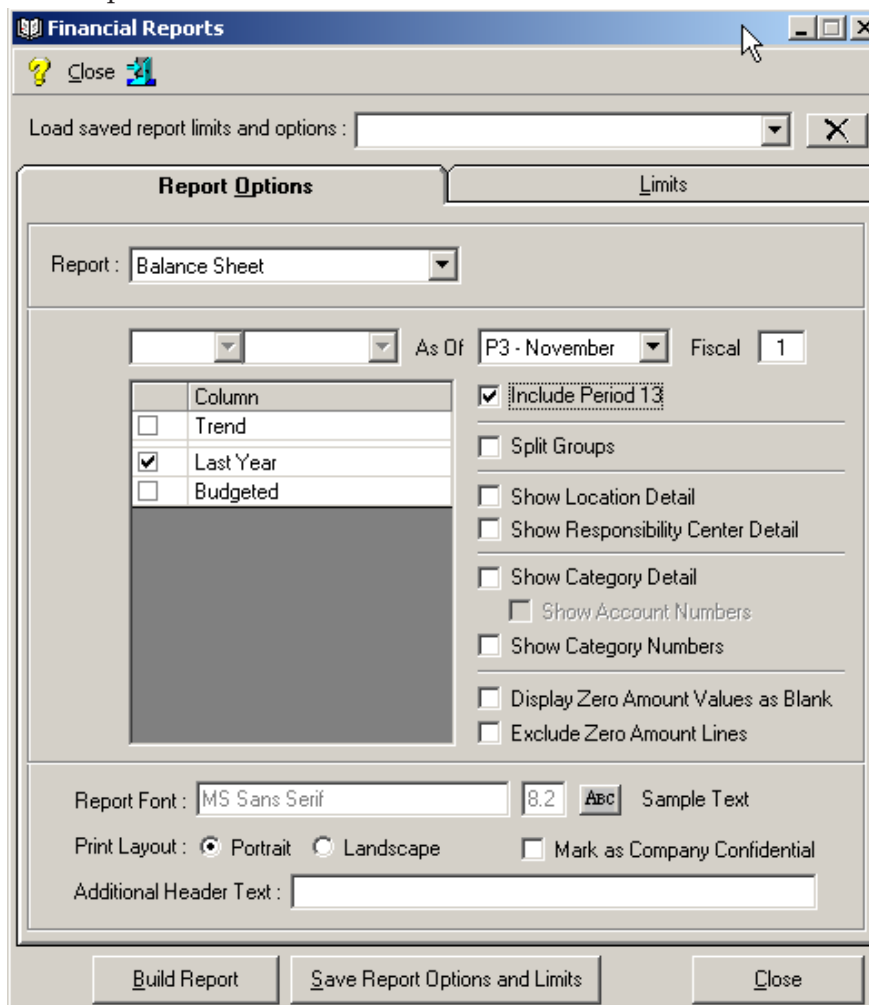 Financial Reports
Close
Load saved report limits and options :
Report Options Limits
Report : Balance Sheet
As Of P3 - November Fiscal 1
Column
Include Period 13
Trend
Split Groups
Last Year
Budgeted
Show Location Detail
Show Responsibility Center Detail
Show Category Detail
Show Account Numbers
Show Category Numbers
Display Zero Amount Values as Blank
Exclude Zero Amount Lines
Report Font : MS Sans Serif 8.2 ABC Sample Text
Print Layout : Portrait Landscape Mark as Company Confidential
Additional Header Text :
Build Report Save Report Options and Limits Close